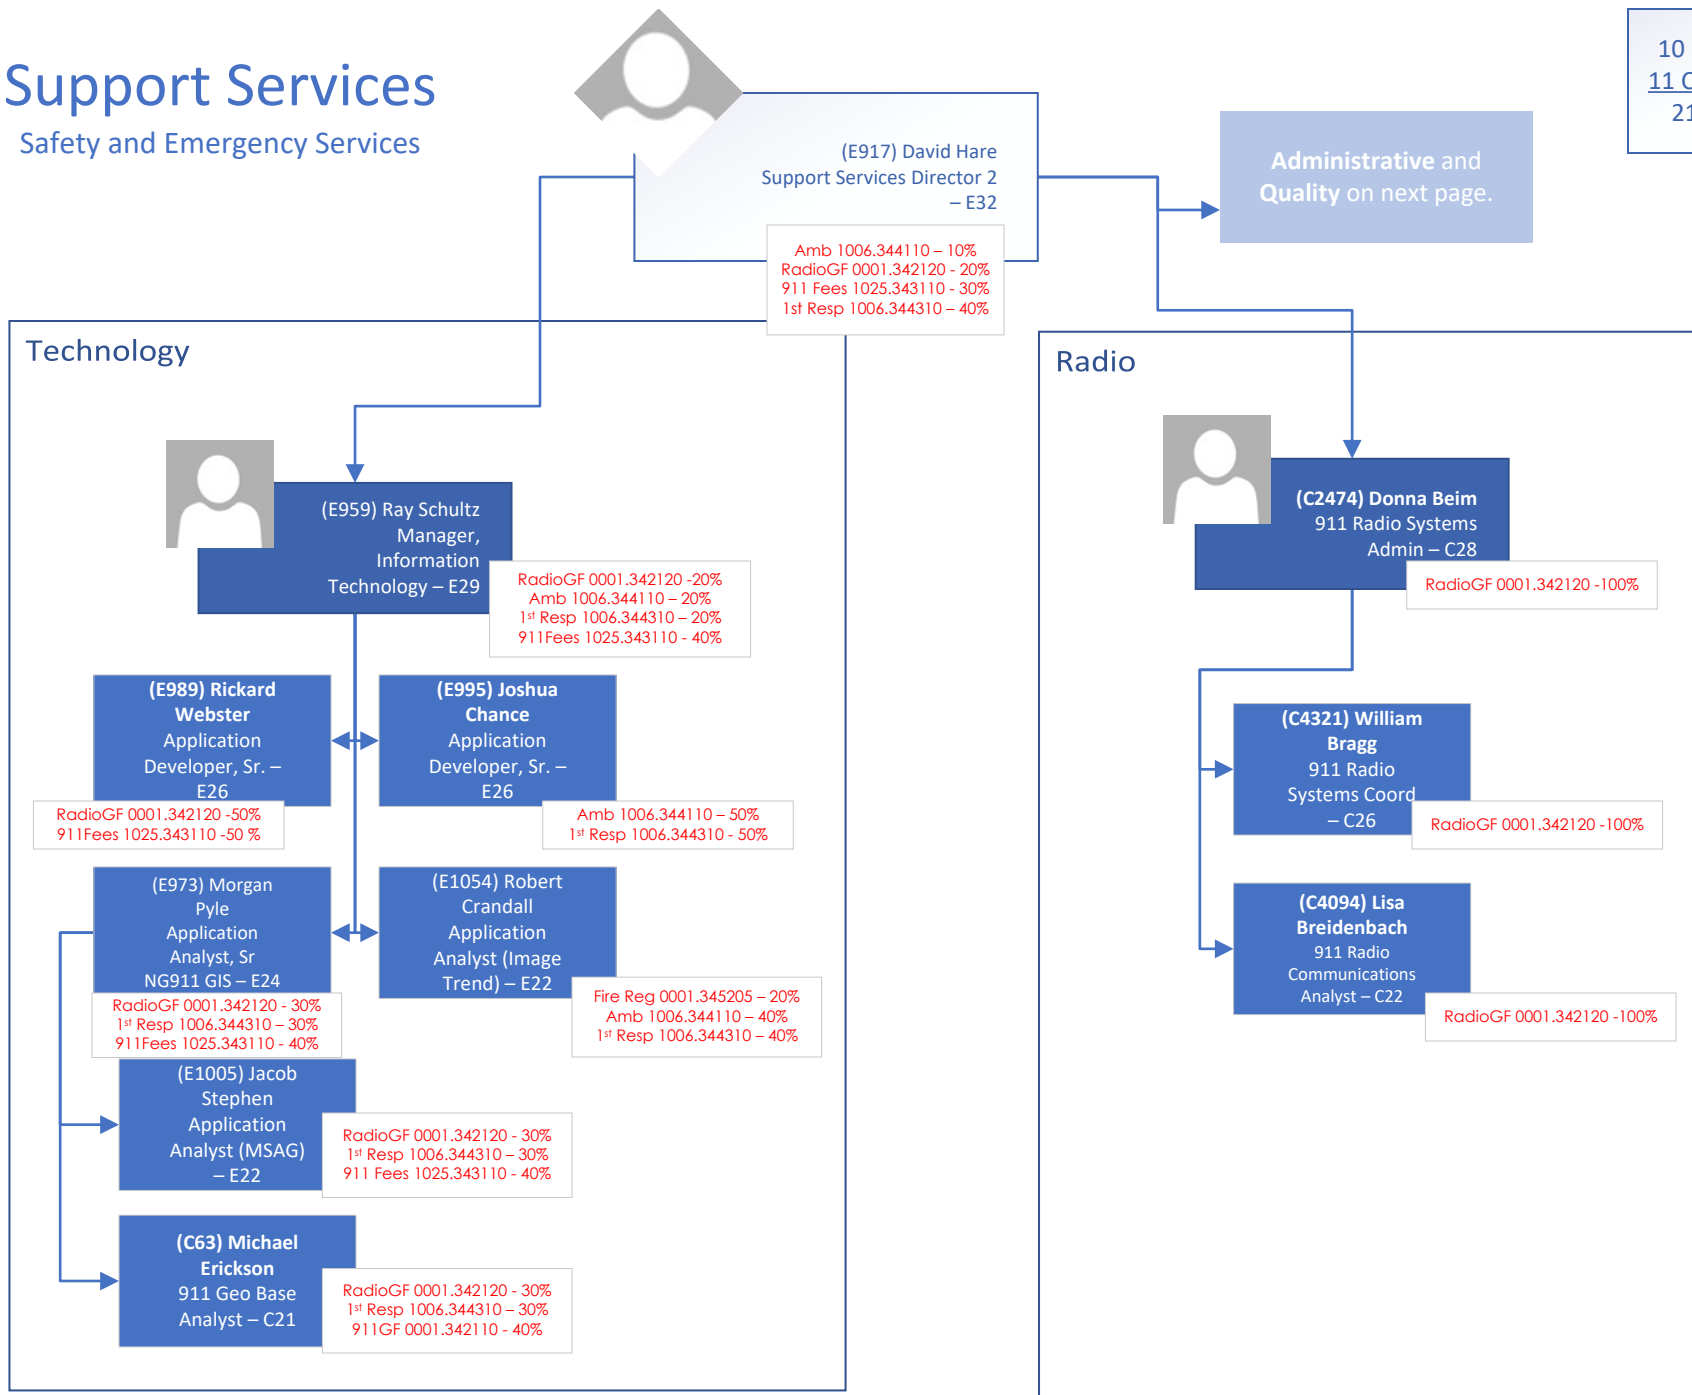 Support Services
Safety and Emergency Services
(E917) David Hare
Support Services Director 2
– E32
Amb 1006.344110 – 10%
RadioGF 0001.342120 - 20%
911 Fees 1025.343110 - 30%
1st Resp 1006.344310 – 40%
Administrative and
Quality on next page.
10
11
21
Technology
(E959) Ray Schultz
Manager,
Information
Technology – E29
RadioGF 0001.342120 -20%
Amb 1006.344110 – 20%
1st Resp 1006.344310 – 20%
911Fees 1025.343110 - 40%
(E989) Rickard
Webster
Application
Developer, Sr. –
E26
RadioGF 0001.342120 -50%
911Fees 1025.343110 -50 %
(E995) Joshua
Chance
Application
Developer, Sr. –
E26
Amb 1006.344110 – 50%
1st Resp 1006.344310 - 50%
(E973) Morgan
Pyle
Application
Analyst, Sr
NG911 GIS – E24
RadioGF 0001.342120 - 30%
1st Resp 1006.344310 – 30%
911Fees 1025.343110 - 40%
(E1054) Robert
Crandall
Application
Analyst (Image
Trend) – E22
Fire Reg 0001.345205 – 20%
Amb 1006.344110 – 40%
1st Resp 1006.344310 – 40%
(E1005) Jacob
Stephen
Application
Analyst (MSAG)
– E22
RadioGF 0001.342120 - 30%
1st Resp 1006.344310 – 30%
911 Fees 1025.343110 - 40%
(C63) Michael
Erickson
911 Geo Base
Analyst – C21
RadioGF 0001.342120 - 30%
1st Resp 1006.344310 – 30%
911GF 0001.342110 - 40%
Radio
(C2474) Donna Beim
911 Radio Systems
Admin – C28
RadioGF 0001.342120 -100%
(C4321) William
Bragg
911 Radio
Systems Coord
– C26
RadioGF 0001.342120 -100%
(C4094) Lisa
Breidenbach
911 Radio
Communications
Analyst – C22
RadioGF 0001.342120 -100%